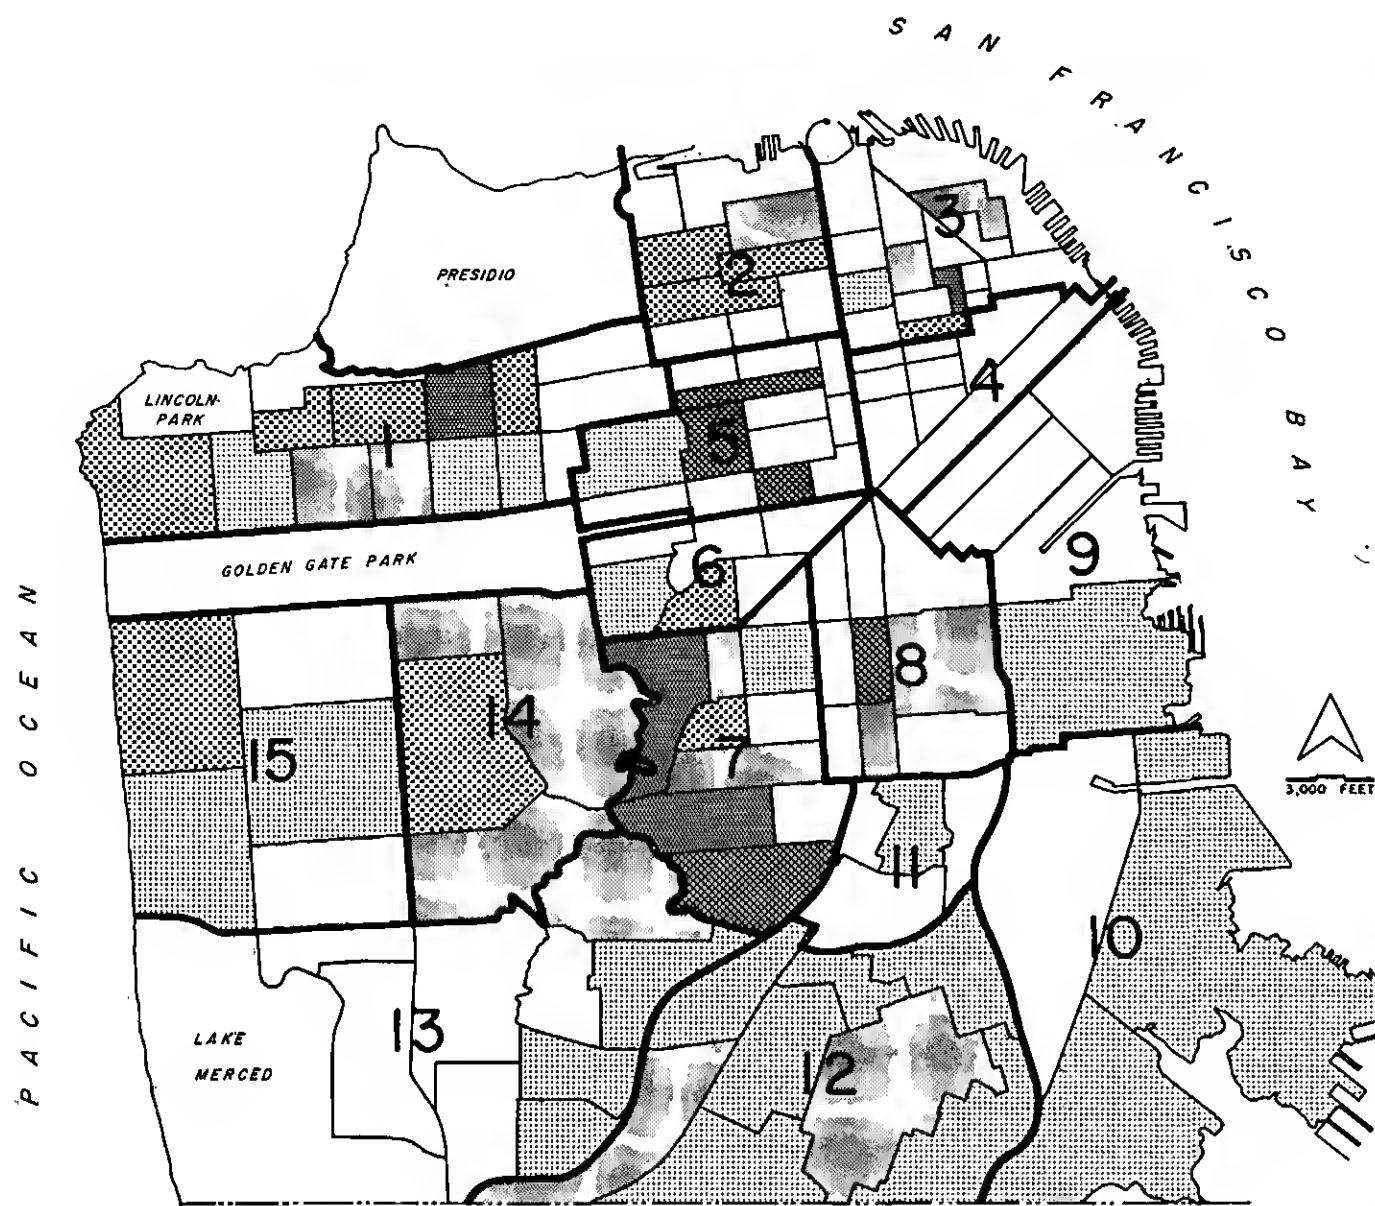 SAN FRANCISCO BAY
3
PRESIDIO
2
LINCOLN
PARK
4
1
5
GOLDEN GATE PARK
6
9
PACIFIC OCEAN
8
14
15
7
3,000 FEET
11
10
13
LAKE
MERCED
12